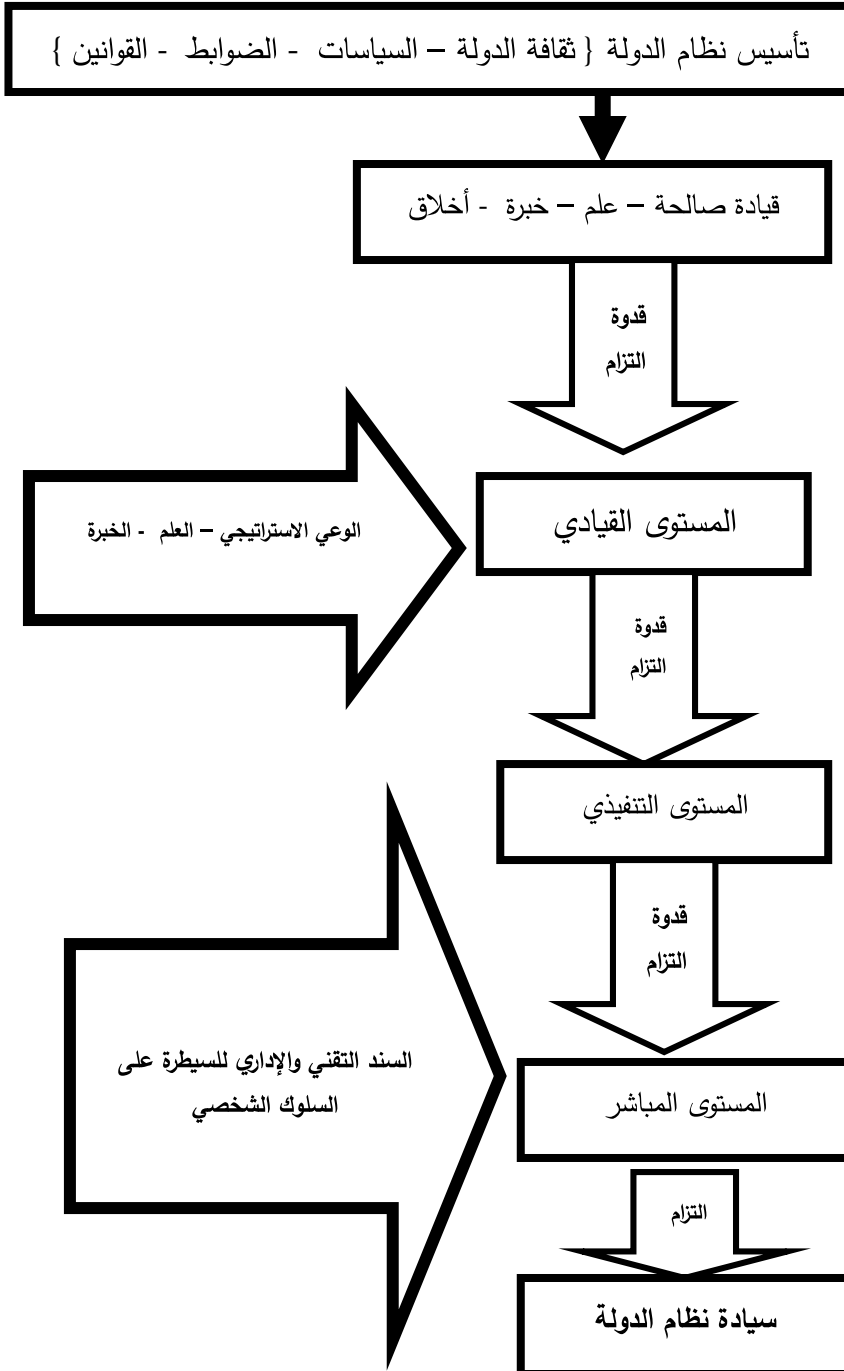 تأسيس نظام الدولة { ثقافة الدولة – السياسات - الضوابط - القوانين }
قيادة صالحة – علم – خبرة - أخلاق
قدوة
التزام
المستوى القيادي
الوعي الاستراتيجي – العلم - الخبرة
قدوة
التزام
المستوى التنفيذي
قدوة
التزام
السند التقني والإداري للسيطرة على
السلوك الشخصي
المستوى المباشر
التزام
سيادة نظام الدولة